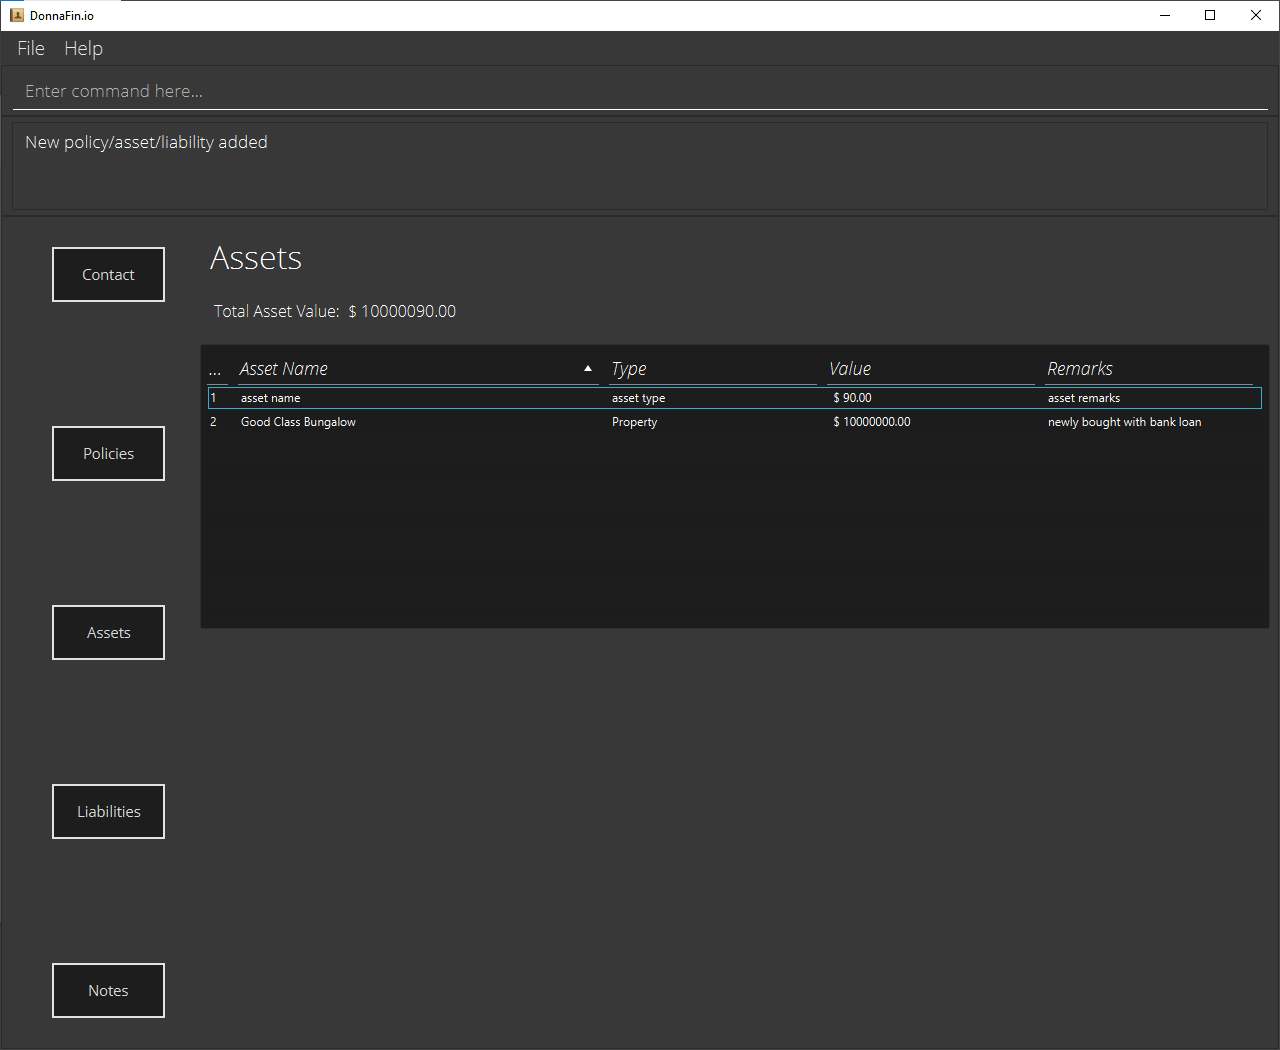 DonnaFin.io
File Help
Enter command here...
New policy/asset/liability added
Contact
Policies
Assets
Liabilities
Notes
Assets
Total Asset Value: $ 10000090.00
... Asset Name Type Value Remarks
1 asset name asset type $ 90.00 asset remarks
2 Good Class Bungalow Property $ 10000000.00 newly bought with bank loan